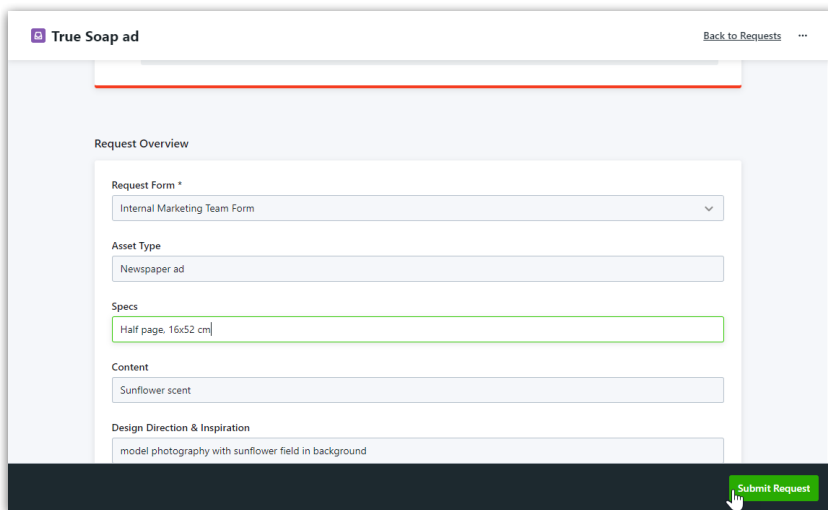 True Soap ad
Back to Requests
Request Overview
Request Form *
Internal Marketing Team Form
Asset Type
Newspaper ad
Specs
Half page, 16x52 cm
Content
Sunflower scent
Design Direction & Inspiration
model photography with sunflower field in background
Submit Request